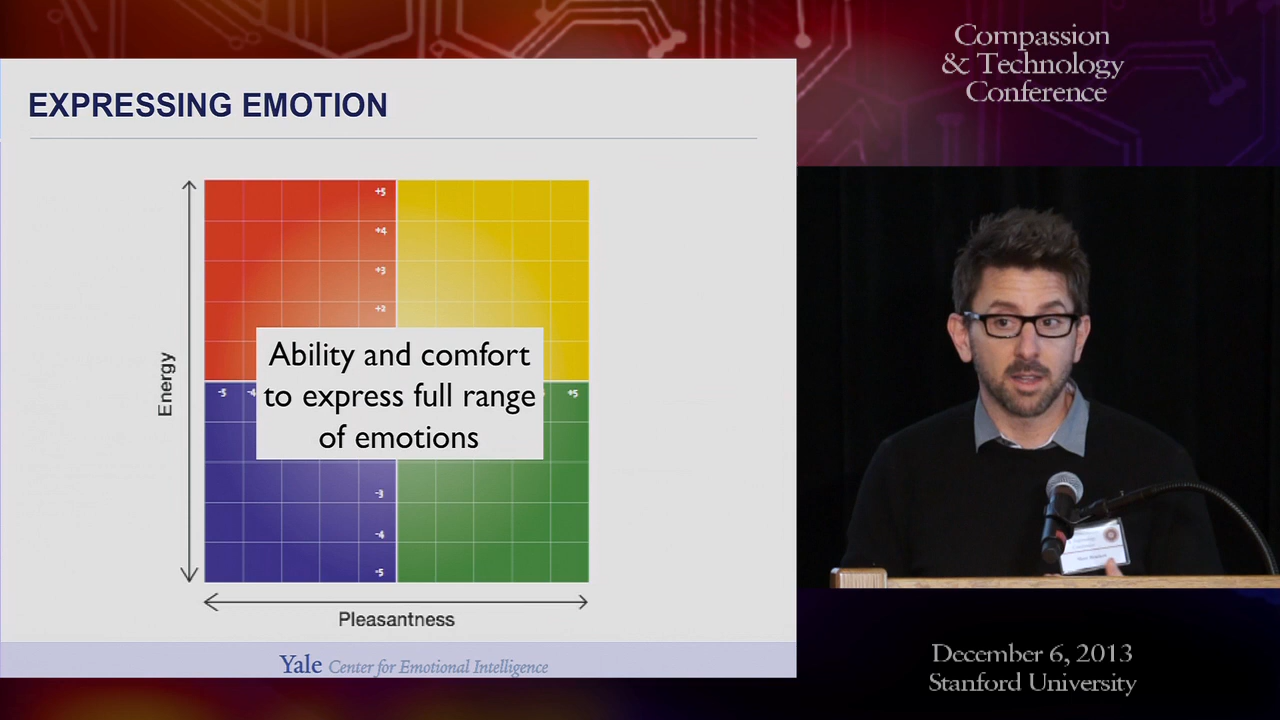 Compassion
& Technology
Conference
EXPRESSING EMOTION
+5
+4
+3
+2
Energy
Ability and comfort
to express full range
of emotions
-5
+5
-3
-4
-5
Pleasantness
Yale Center for Emotional Intelligence
December 6, 2013
Stanford University